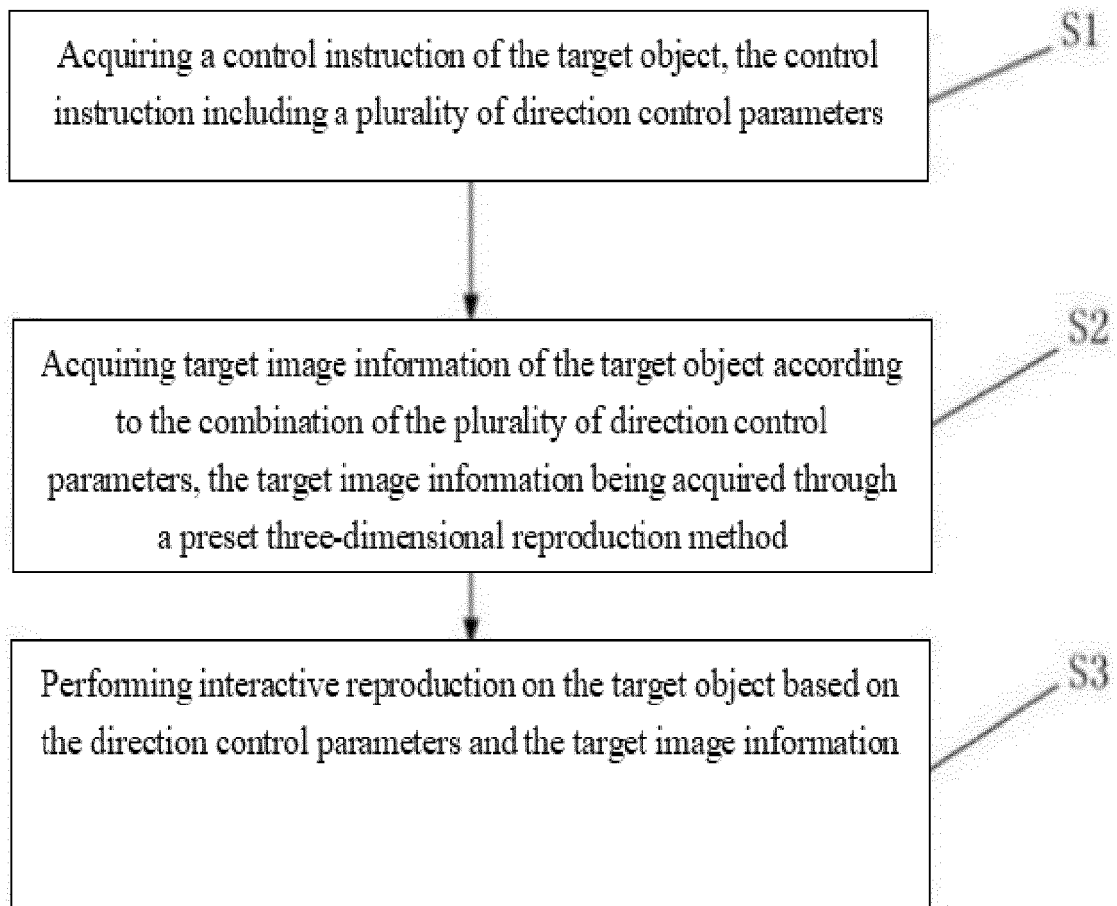 Acquiring a control instruction of the target object, the control
instruction including a plurality of direction control parameters
S1
Acquiring target image information of the target object according
to the combination of the plurality of direction control
parameters, the target image information being acquired through
a preset three-dimensional reproduction method
S2
Performing interactive reproduction on the target object based on
the direction control parameters and the target image information
S3